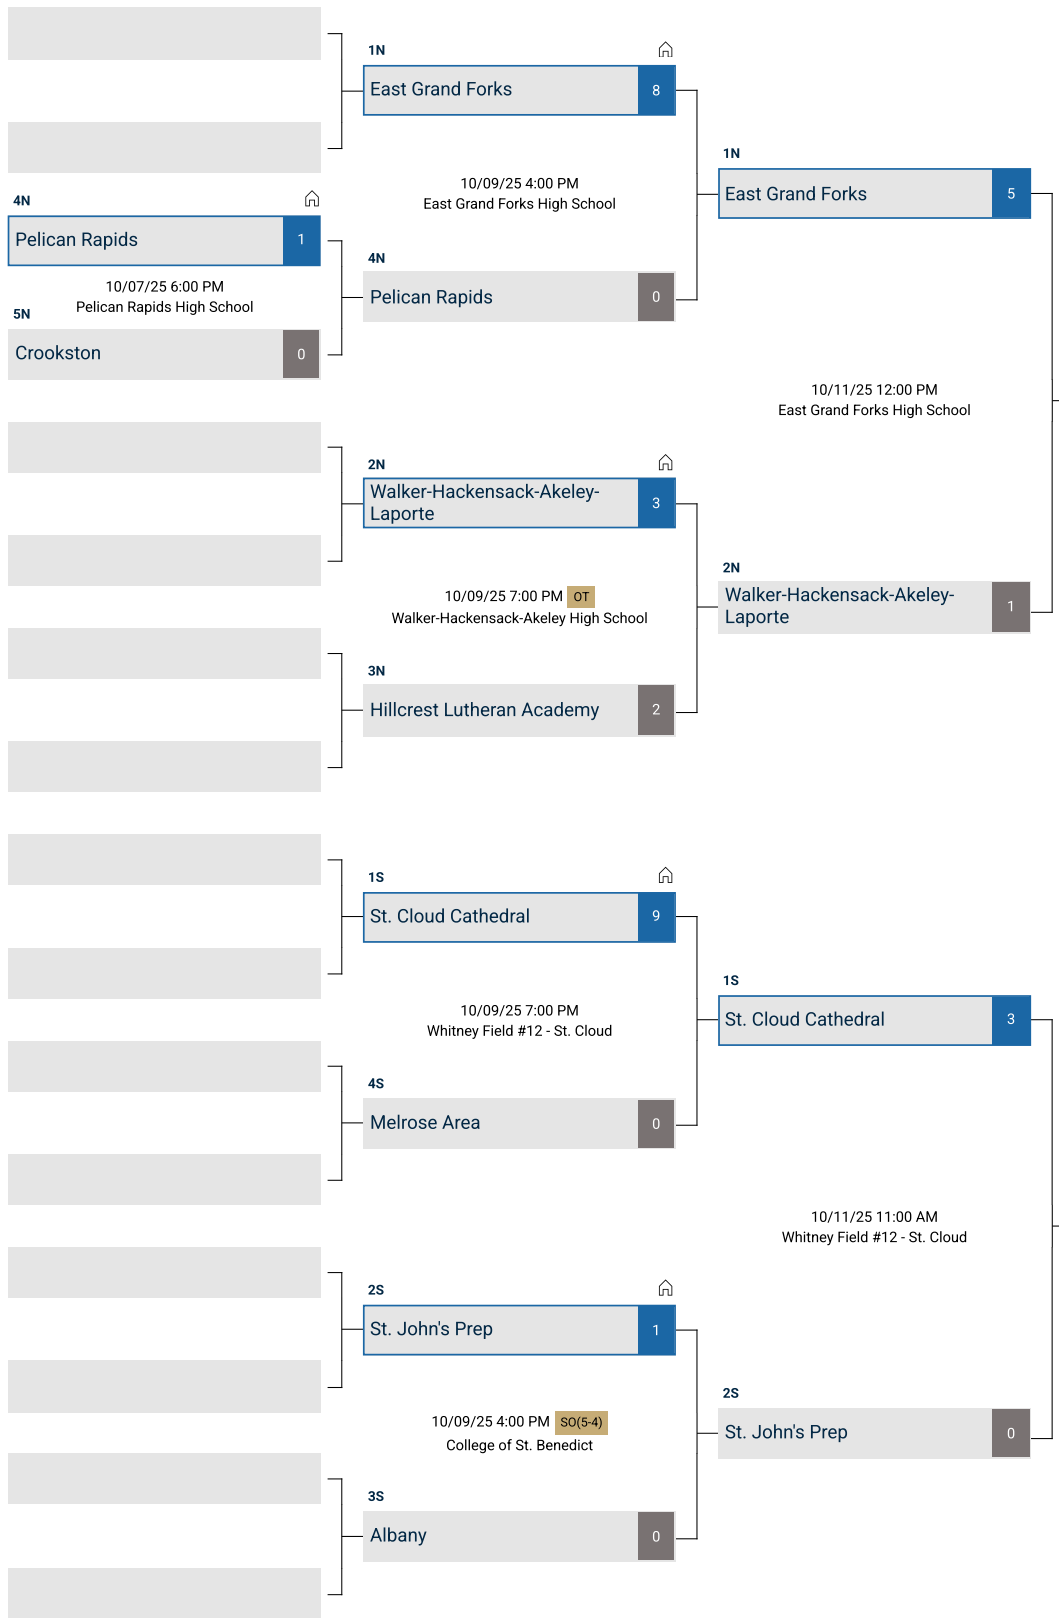 4N
Pelican Rapids
1
10/07/25 6:00 PM
Pelican Rapids High School
5N
Crookston
0
1N
East Grand Forks
8
10/09/25 4:00 PM
East Grand Forks High School
4N
Pelican Rapids
0
2N
Walker-Hackensack-Akeley-
Laporte
3
10/09/25 7:00 PM OT
Walker-Hackensack-Akeley High School
3N
Hillcrest Lutheran Academy
2
1S
St. Cloud Cathedral
9
10/09/25 7:00 PM
Whitney Field #12 - St. Cloud
4S
Melrose Area
0
2S
St. John's Prep
1
10/09/25 4:00 PM SO(5-4)
College of St. Benedict
3S
Albany
0
1N
East Grand Forks
5
10/11/25 12:00 PM
East Grand Forks High School
2N
Walker-Hackensack-Akeley-
Laporte
1
1S
St. Cloud Cathedral
3
10/11/25 11:00 AM
Whitney Field #12 - St. Cloud
2S
St. John's Prep
0